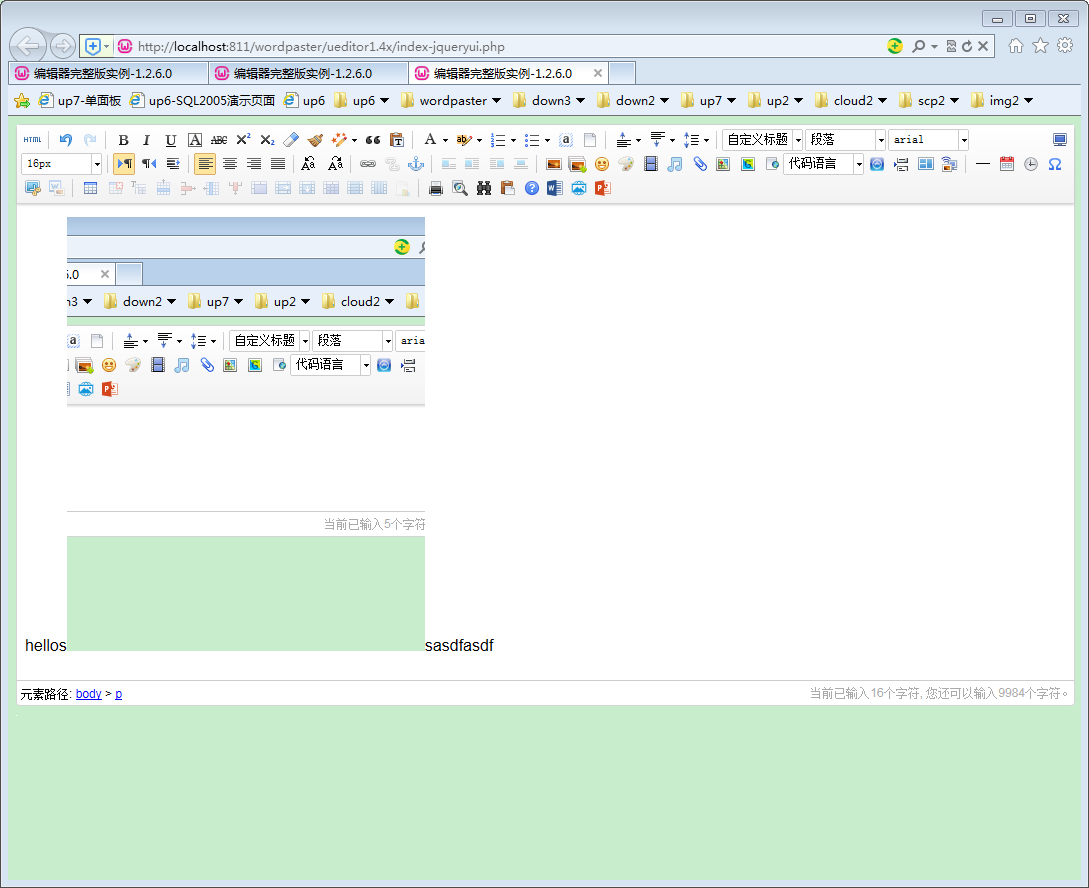 http://localhost:811/wordpaster/ueditor1.4x/index-jqueryui.php
编辑器完整版实例-1.2.6.0 编辑器完整版实例-1.2.6.0 编辑器完整版实例-1.2.6.0
up7-单面板 up6-SQL2005演示页面 up6 up6 wordpaster down3 down2 up7 up2 cloud2 scp2 img2
HTML B I U A ABC X² X₂ A ab a 自定义标题 段落 arial
16px 代码语言
6.0
n3 down2 up7 up2 cloud2
a 自定义标题 段落 aria
代码语言
当前已输入5个字符
hellos sasdfasdf
元素路径: body > p 当前已输入16个字符, 您还可以输入9984个字符。